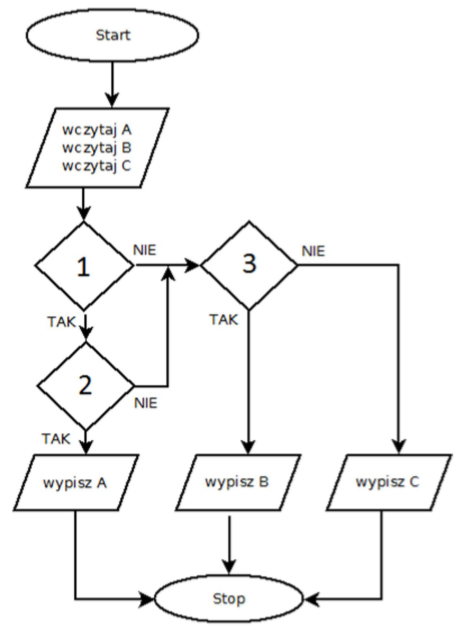 Start
wczytaj A
wczytaj B
wczytaj C
1
NIE
3
NIE
TAK
TAK
2
NIE
TAK
wypisz A
wypisz B
wypisz C
Stop